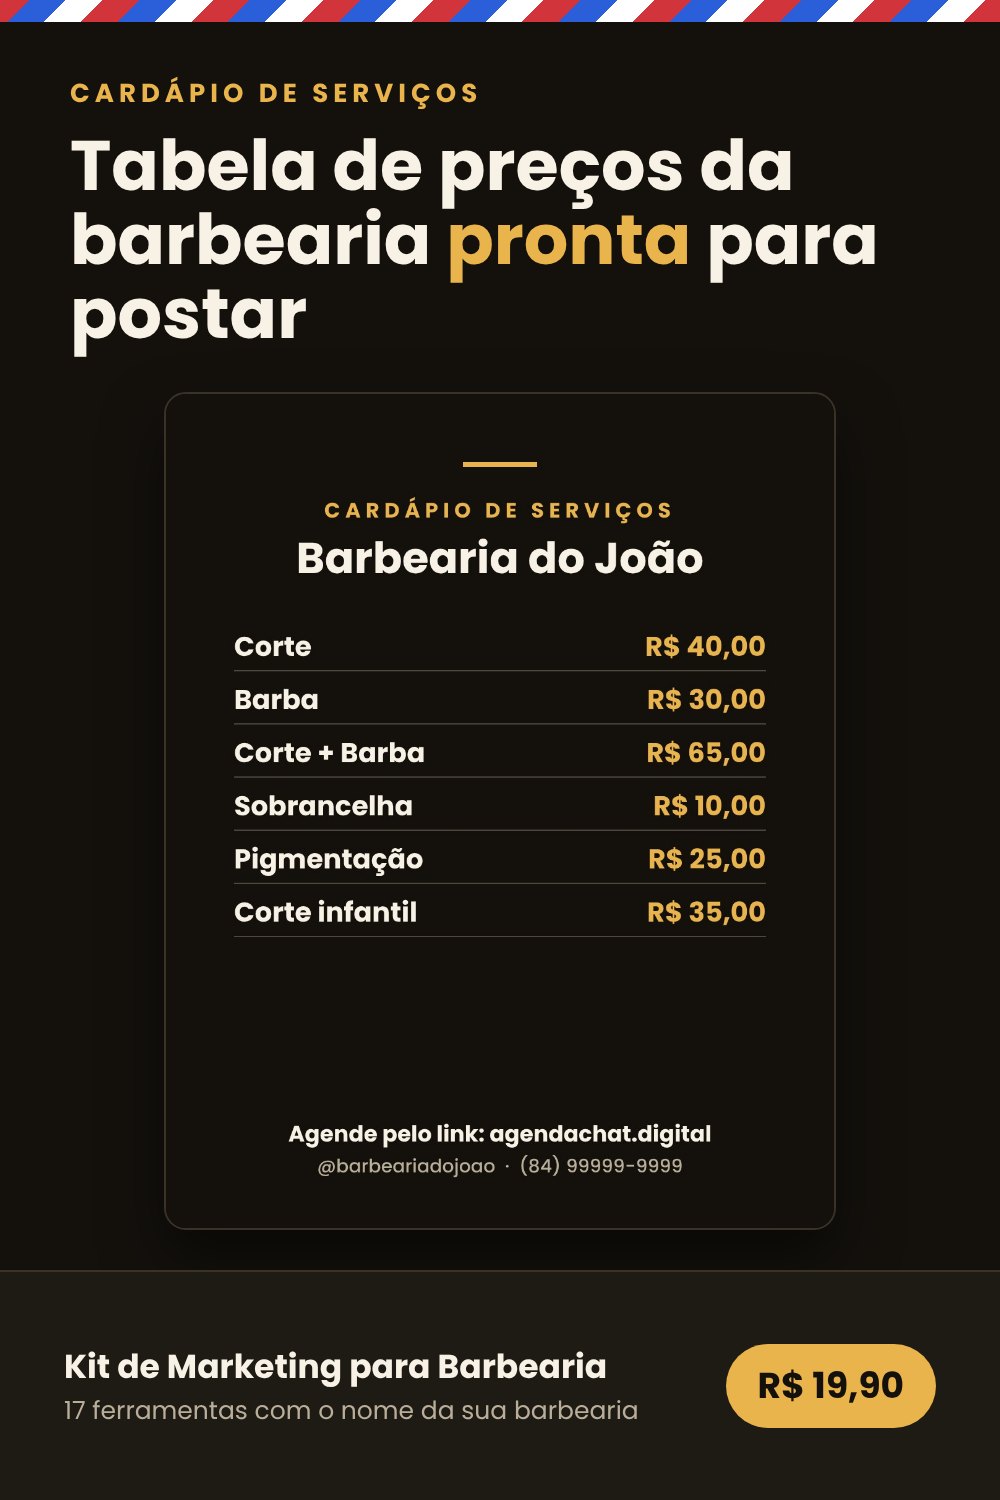 CARDÁPIO DE SERVIÇOS
Tabela de preços da
barbearia pronta para
postar
CARDÁPIO DE SERVIÇOS
Barbearia do João
Corte R$ 40,00
Barba R$ 30,00
Corte + Barba R$ 65,00
Sobrancelha R$ 10,00
Pigmentação R$ 25,00
Corte infantil R$ 35,00
Agende pelo link: agendachat.digital
@barbeariadojoao · (84) 99999-9999
Kit de Marketing para Barbearia
17 ferramentas com o nome da sua barbearia
R$ 19,90